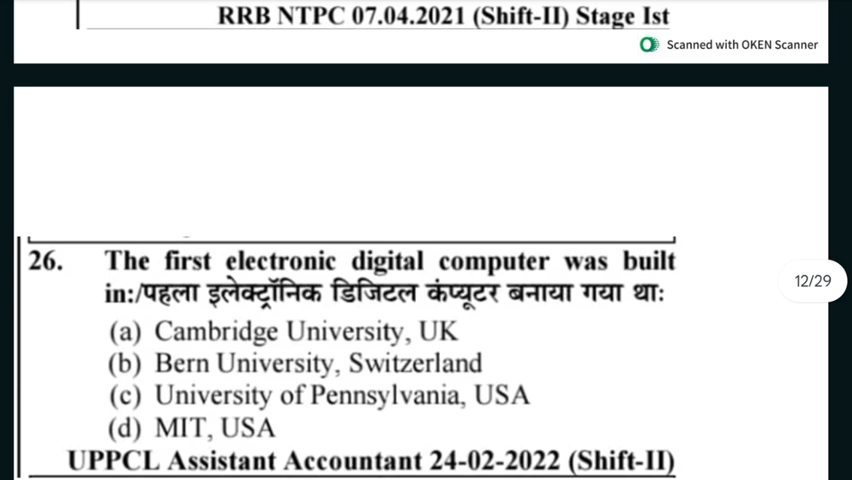 RRB NTPC 07.04.2021 (Shift-II) Stage Ist
Scanned with OKEN Scanner
26. The first electronic digital computer was built
in:/पहला इलेक्ट्रॉनिक डिजिटल कंप्यूटर बनाया गया था:
12/29
(a) Cambridge University, UK
(b) Bern University, Switzerland
(c) University of Pennsylvania, USA
(d) MIT, USA
UPPCL Assistant Accountant 24-02-2022 (Shift-II)